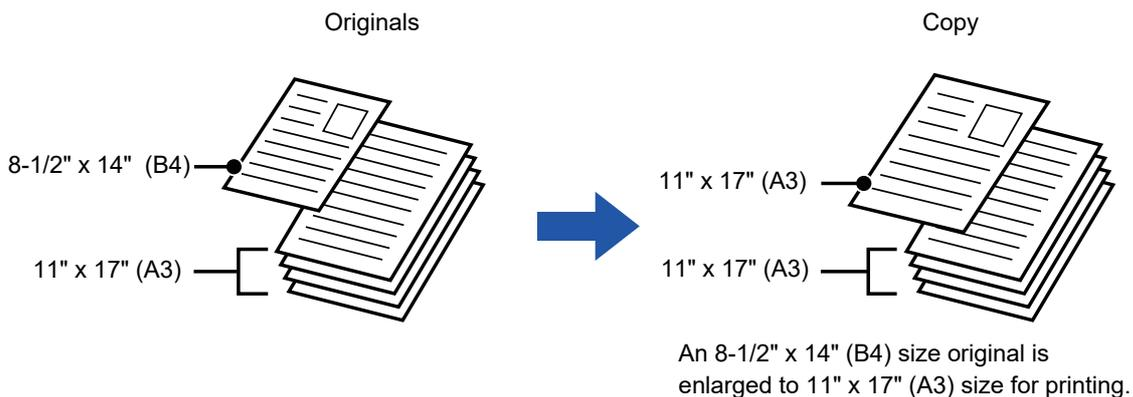 Originals
Copy
8-1/2" x 14" (B4)
11" x 17" (A3)
11" x 17" (A3)
11" x 17" (A3)
An 8-1/2" x 14" (B4) size original is
enlarged to 11" x 17" (A3) size for printing.